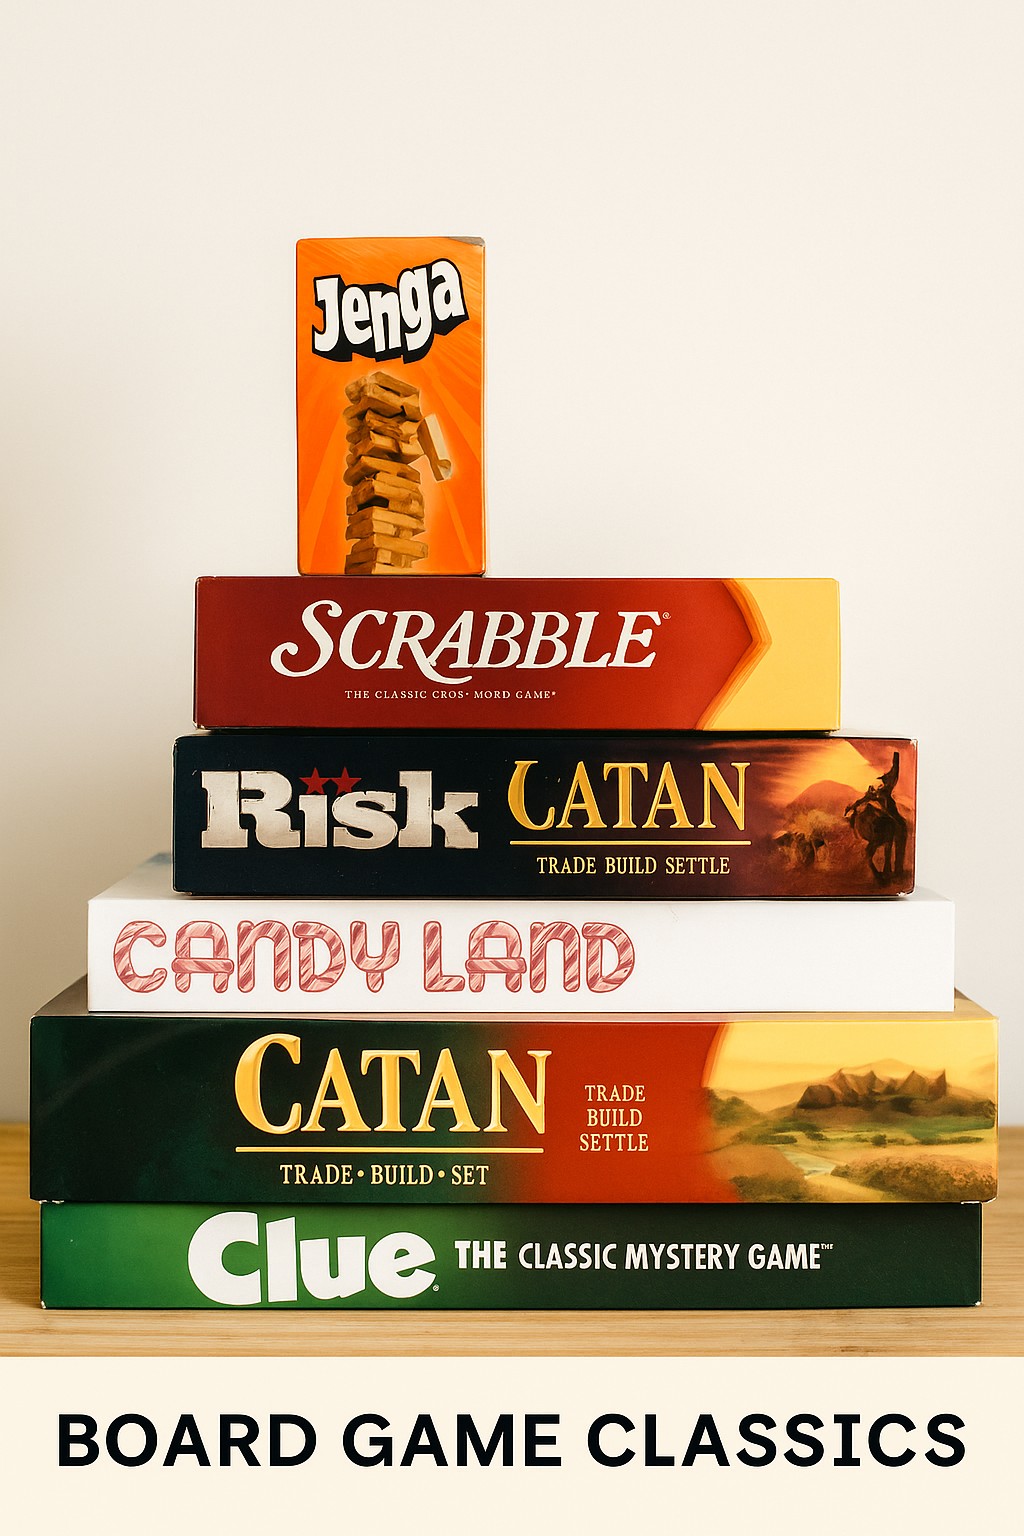 Jenga
SCRABBLE®
THE CLASSIC CROS· MORD GAME*
Risk CATAN
TRADE BUILD SETTLE
CANDY LAND
CATAN
TRADE • BUILD • SET
TRADE
BUILD
SETTLE
Clue® THE CLASSIC MYSTERY GAME™
BOARD GAME CLASSICS